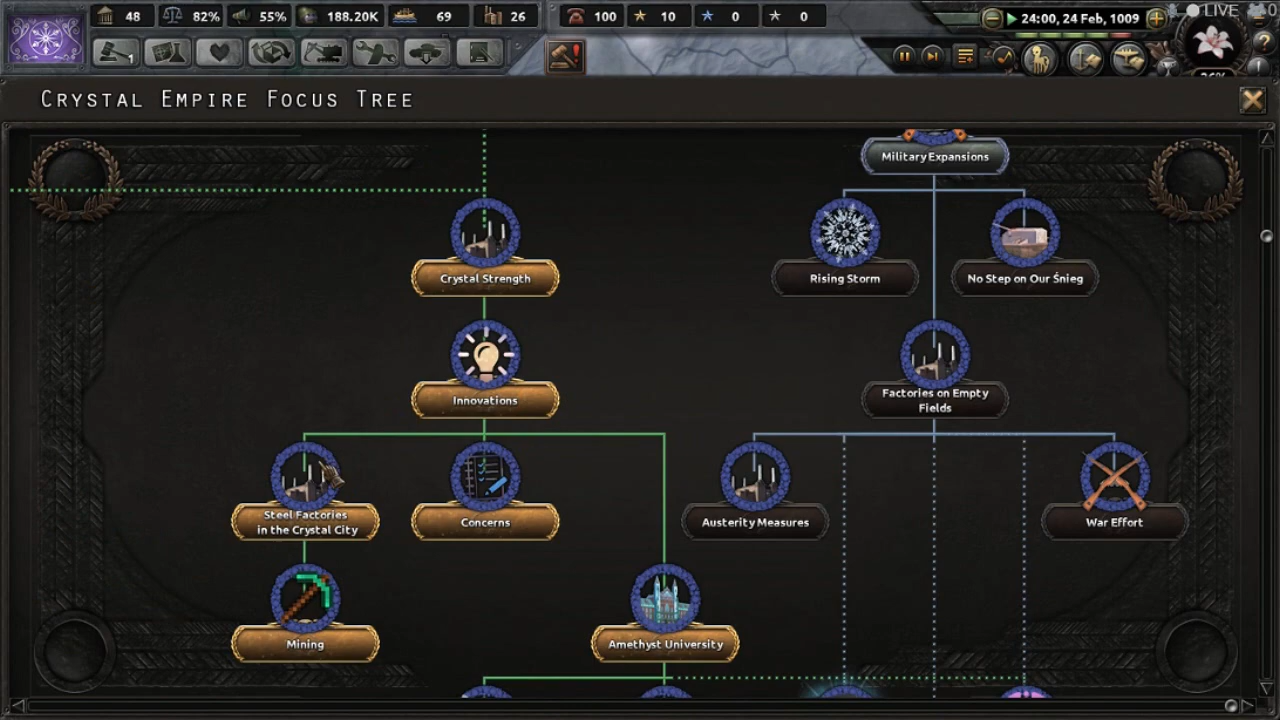 48 82% 55% 188.20K 69 26 100 10 0 0 24:00, 24 Feb, 1009 LIVE 0
1
Crystal Empire Focus Tree
Military Expansions
Crystal Strength
Rising Storm
No Step on Our Śnieg
Innovations
Factories on Empty
Fields
Steel Factories
in the Crystal City
Concerns
Austerity Measures
War Effort
Mining
Amethyst University